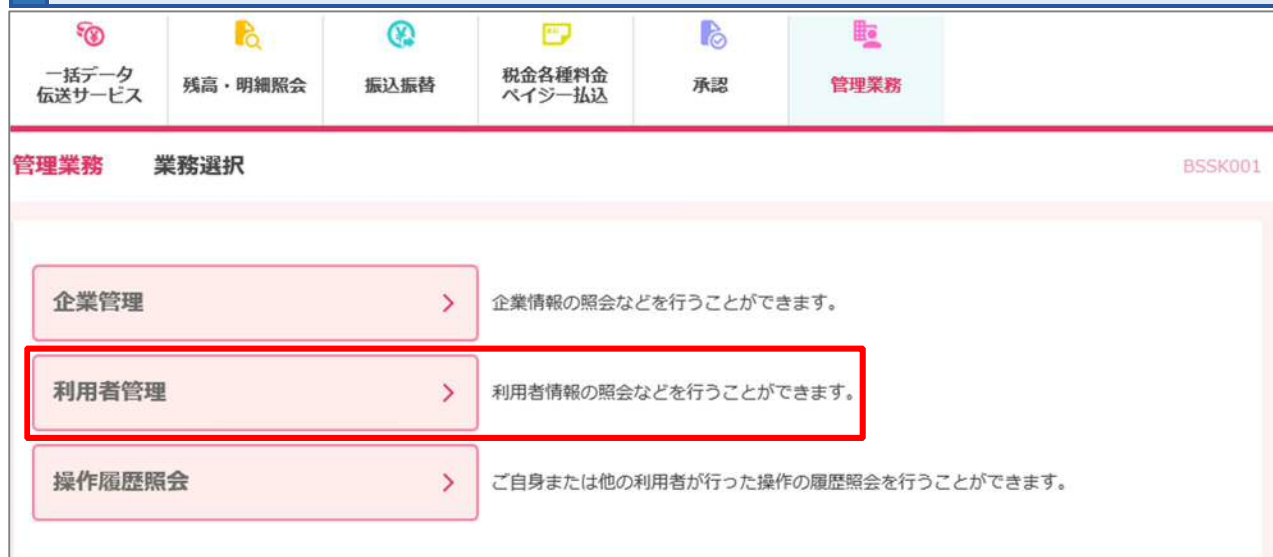 一括データ
伝送サービス
残高・明細照会
振込振替
税金各種料金
ペイジー払込
承認
管理業務
管理業務 業務選択 BSSK001
企業管理 企業情報の照会などを行うことができます。
利用者管理 利用者情報の照会などを行うことができます。
操作履歴照会 ご自身または他の利用者が行った操作の履歴照会を行うことができます。